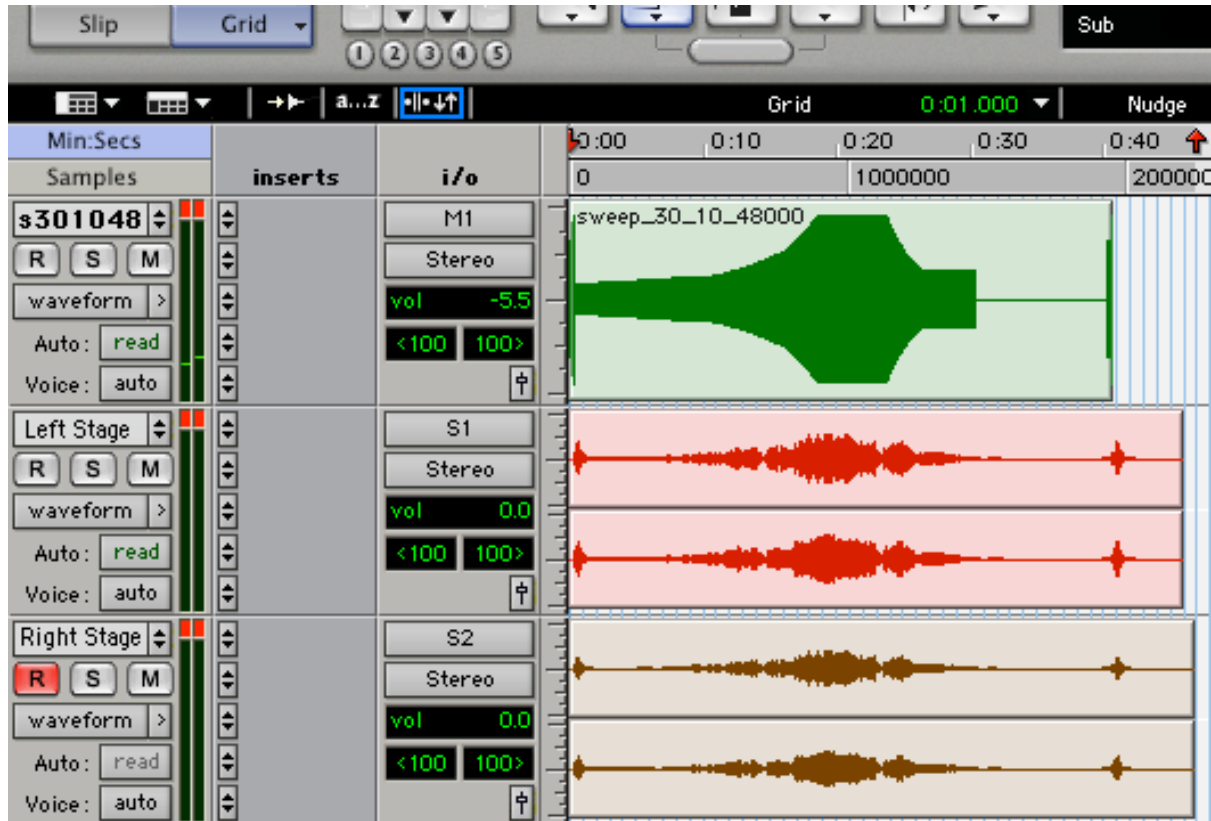 Slip Grid Sub
1 2 3 4 5
a...z Grid 0:01.000 Nudge
Min:Secs 0:00 0:10 0:20 0:30 0:40
Samples inserts i/o 0 1000000
s301048 M1 sweep_30_10_48000
R S M Stereo
waveform > vol -5.5
Auto: read <100 100>
Voice: auto
Left Stage S1
R S M Stereo
waveform > vol 0.0
Auto: read <100 100>
Voice: auto
Right Stage S2
R S M Stereo
waveform > vol 0.0
Auto: read <100 100>
Voice: auto